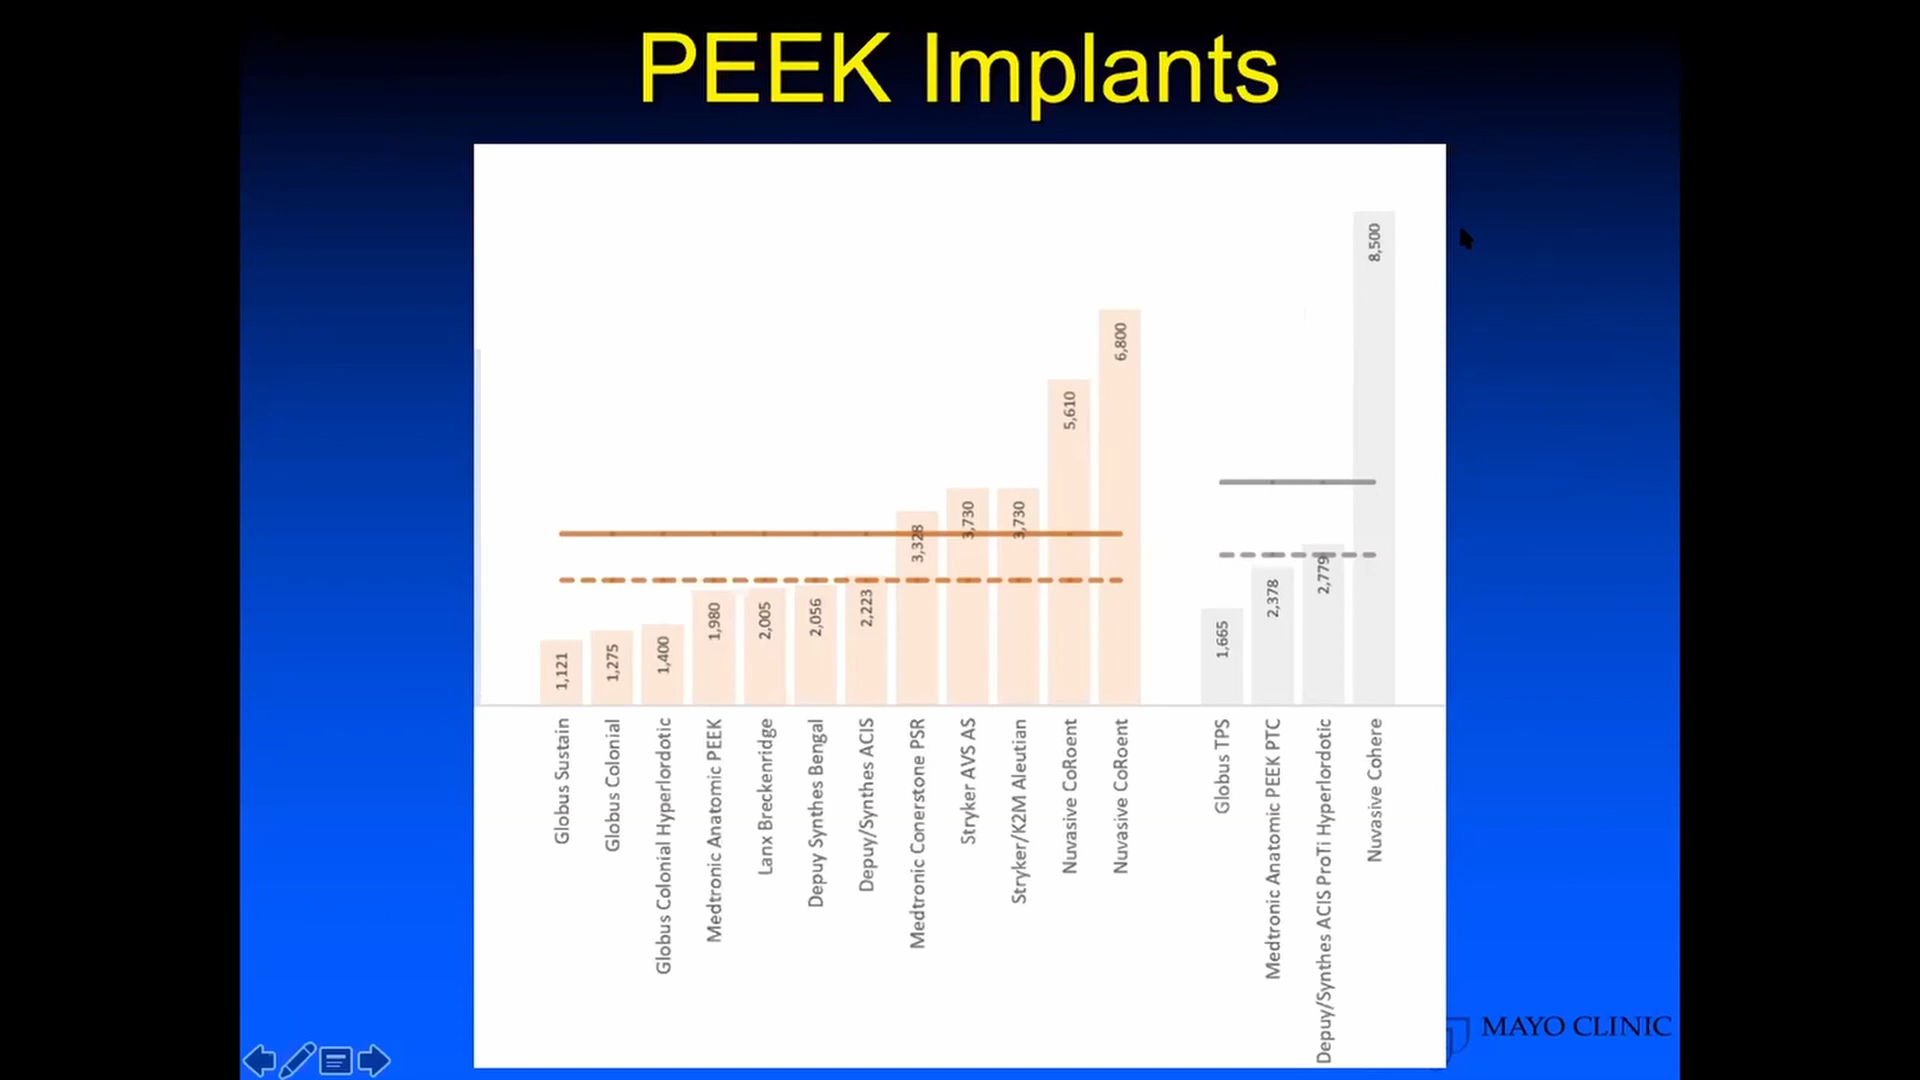 PEEK Implants
1,121
1,275
1,400
1,980
2,005
2,056
2,223
3,328
3,730
3,730
5,610
6,800
1,665
2,378
2,779
8,500
Globus Sustain
Globus Colonial
Globus Colonial Hyperlordotic
Medtronic Anatomic PEEK
Lanx Breckenridge
Depuy Synthes Bengal
Depuy/Synthes ACIS
Medtronic Conerstone PSR
Stryker AVS AS
Stryker/K2M Aleutian
Nuvasive CoRoent
Nuvasive CoRoent
Globus TPS
Medtronic Anatomic PEEK PTC
Depuy/Synthes ACIS ProTi Hyperlordotic
Nuvasive Cohere
MAYO CLINIC